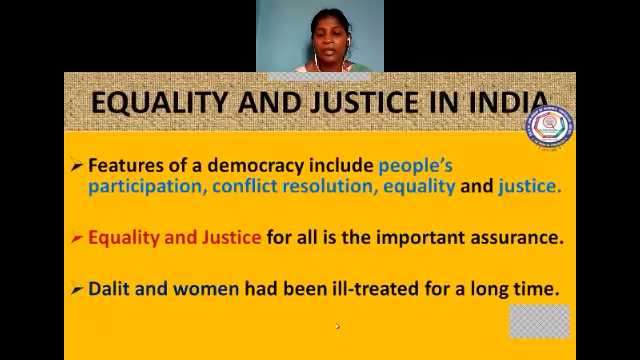 EQUALITY AND JUSTICE IN INDIA
➢ Features of a democracy include people's
participation, conflict resolution, equality and justice.
➢ Equality and Justice for all is the important assurance.
➢ Dalit and women had been ill-treated for a long time.